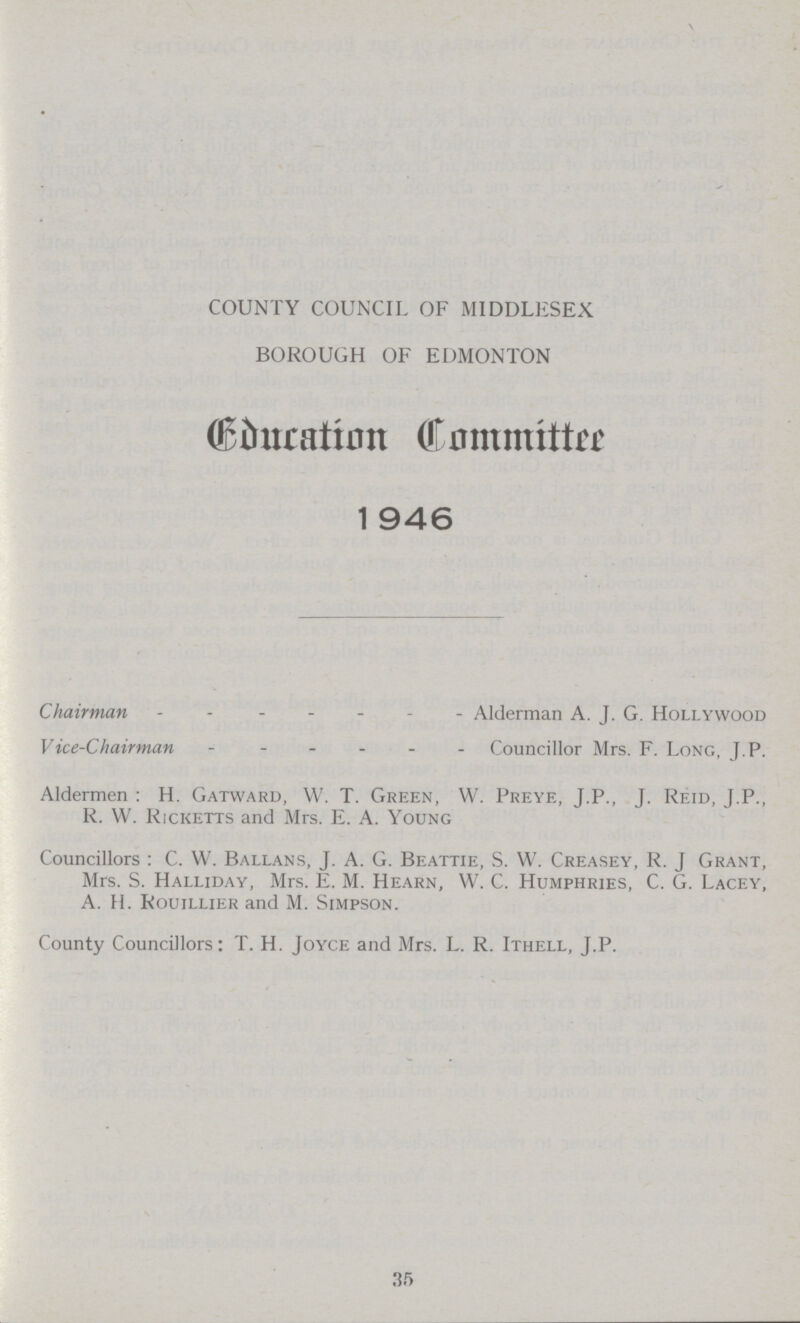 COUNTY COUNCIL OF MIDDLESEX
BOROUGH OF EDMONTON
Education Committee
1946
Chairman - - - - - - - Alderman A. J. G. HOLLYWOOD
Vice-Chairman - - - - - - Councillor Mrs. F. LONG, J.P.
Aldermen : H. GATWARD, W. T. GREEN, W. PREYE, J.P., J. REID, J.P.,
R. W. RICKETTS and Mrs. E. A. YOUNG
Councillors : C. W. BALLANS, J. A. G. BEATTIE, S. W. CREASEY, R. J GRANT,
Mrs. S. HALLIDAY, Mrs. E. M. HEARN, W. C. HUMPHRIES, C. G. LACEY,
A. H. ROUILLIER and M. SIMPSON.
County Councillors: T. H. JOYCE and Mrs. L. R. ITHELL, J.P.
35